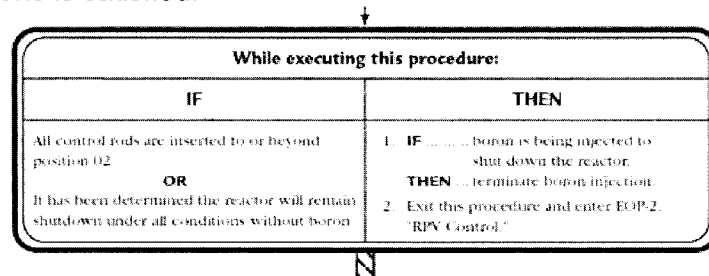 While executing this procedure:
IF
THEN
All control rods are inserted to or beyond
position 02
OR
It has been determined the reactor will remain
shutdown under all conditions without boron
1. IF ... ... boron is being injected to
shut down the reactor.
THEN ... terminate boron injection.
2. Exit this procedure and enter EOP-2.
"RPV Control."